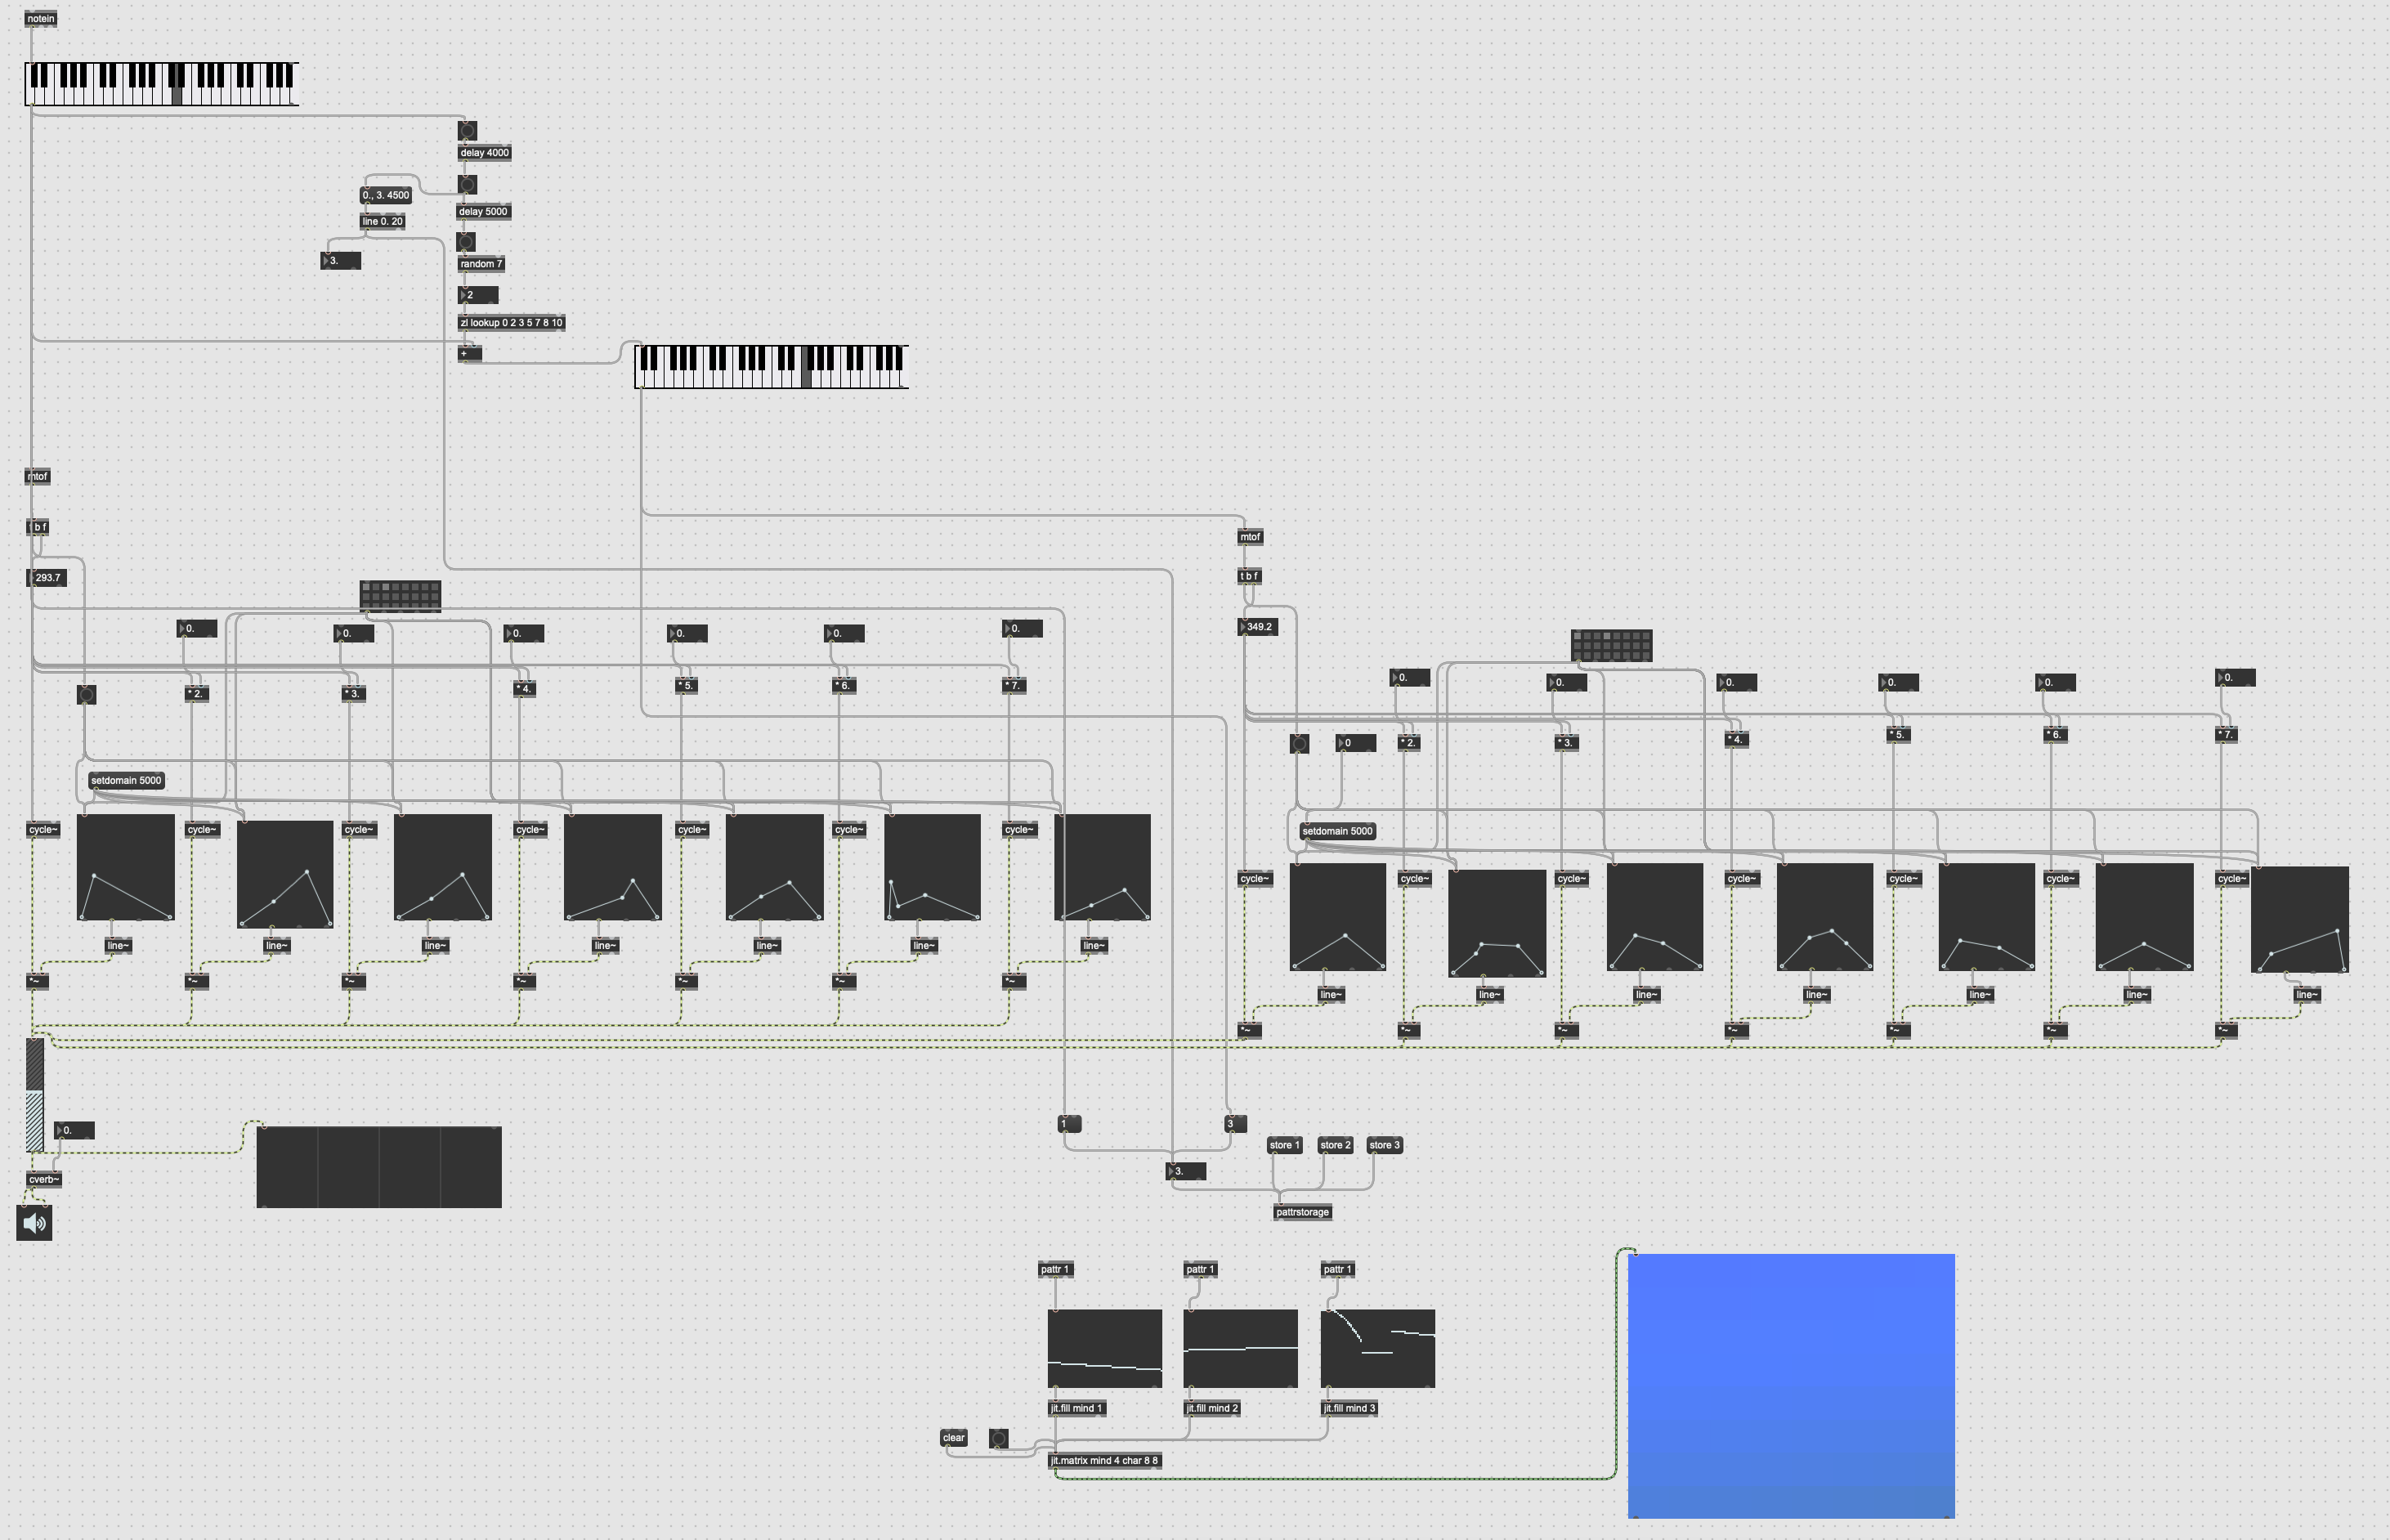 notein
delay 4000
0., 3. 4500
delay 5000
line 0. 20
3.
random 7
2
zl lookup 0 2 3 5 7 8 10
+
mtof
b f
mtof
293.7
t b f
0.
0.
0.
0.
0.
0.
349.2
* 2.
* 3.
* 4.
* 5.
* 6.
* 7.
0.
0.
0.
0.
0.
0.
0
* 2.
* 3.
* 4.
* 5.
* 6.
* 7.
setdomain 5000
cycle~
cycle~
cycle~
cycle~
cycle~
cycle~
cycle~
setdomain 5000
cycle~
cycle~
cycle~
cycle~
cycle~
cycle~
cycle~
line~
line~
line~
line~
line~
line~
line~
*~
*~
*~
*~
*~
*~
*~
line~
line~
line~
line~
line~
line~
line~
*~
*~
*~
*~
*~
*~
*~
0.
1
3
store 1
store 2
store 3
cverb~
3.
pattrstorage
pattr 1
pattr 1
pattr 1
jit.fill mind 1
jit.fill mind 2
jit.fill mind 3
clear
jit.matrix mind 4 char 8 8